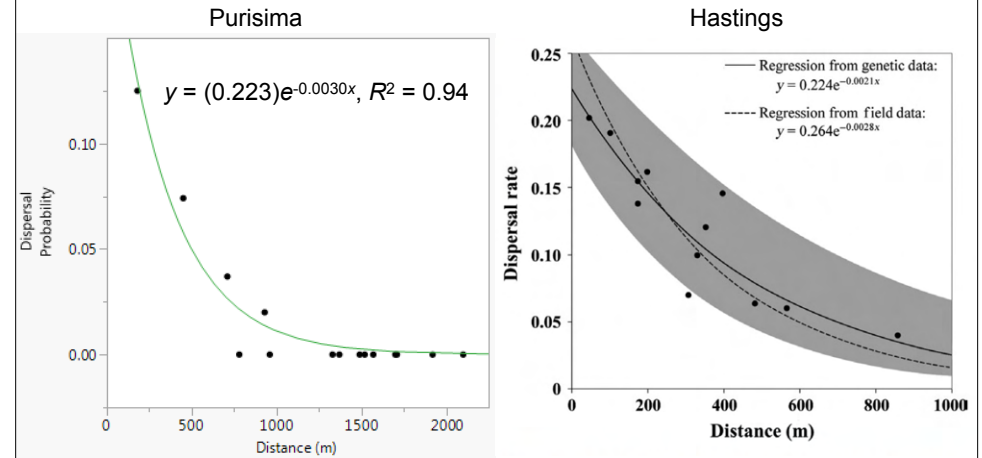 Purisima
y = (0.223)e-0.0030x, R2 = 0.94
0.10
0.05
0.00
Dispersal
Probability
0
500
1000
1500
2000
Distance (m)
Hastings
0.25
0.20
0.15
0.10
0.05
0
Regression from genetic data:
y = 0.224e−0.0021x
Regression from field data:
y = 0.264e−0.0028x
Dispersal rate
0
200
400
600
800
1000
Distance (m)